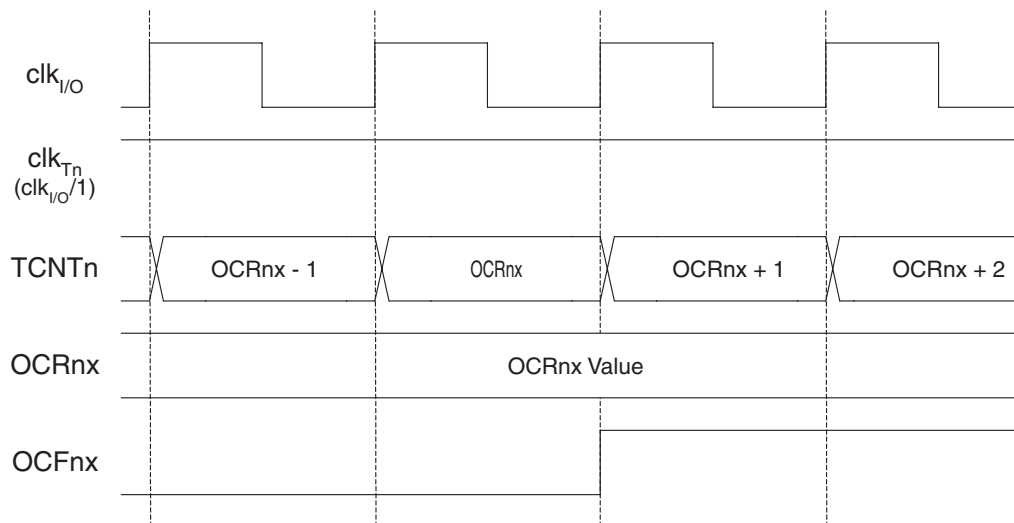 clkI/O
clkTn
(clkI/O/1)
TCNTn
OCRnx - 1
OCRnx
OCRnx + 1
OCRnx + 2
OCRnx
OCRnx Value
OCFnx